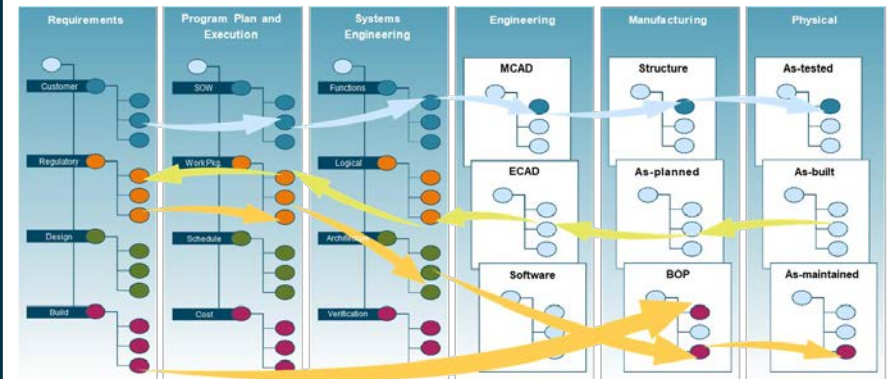 Requirements
Customer
Regulatory
Design
Build
Program Plan and
Execution
SOW
Work Pkg.
Schedule
Cost
Systems
Engineering
Functions
Logical
Verification
Engineering
MCAD
ECAD
Software
Manufacturing
Structure
As-planned
BOP
Physical
As-tested
As-built
As-maintained